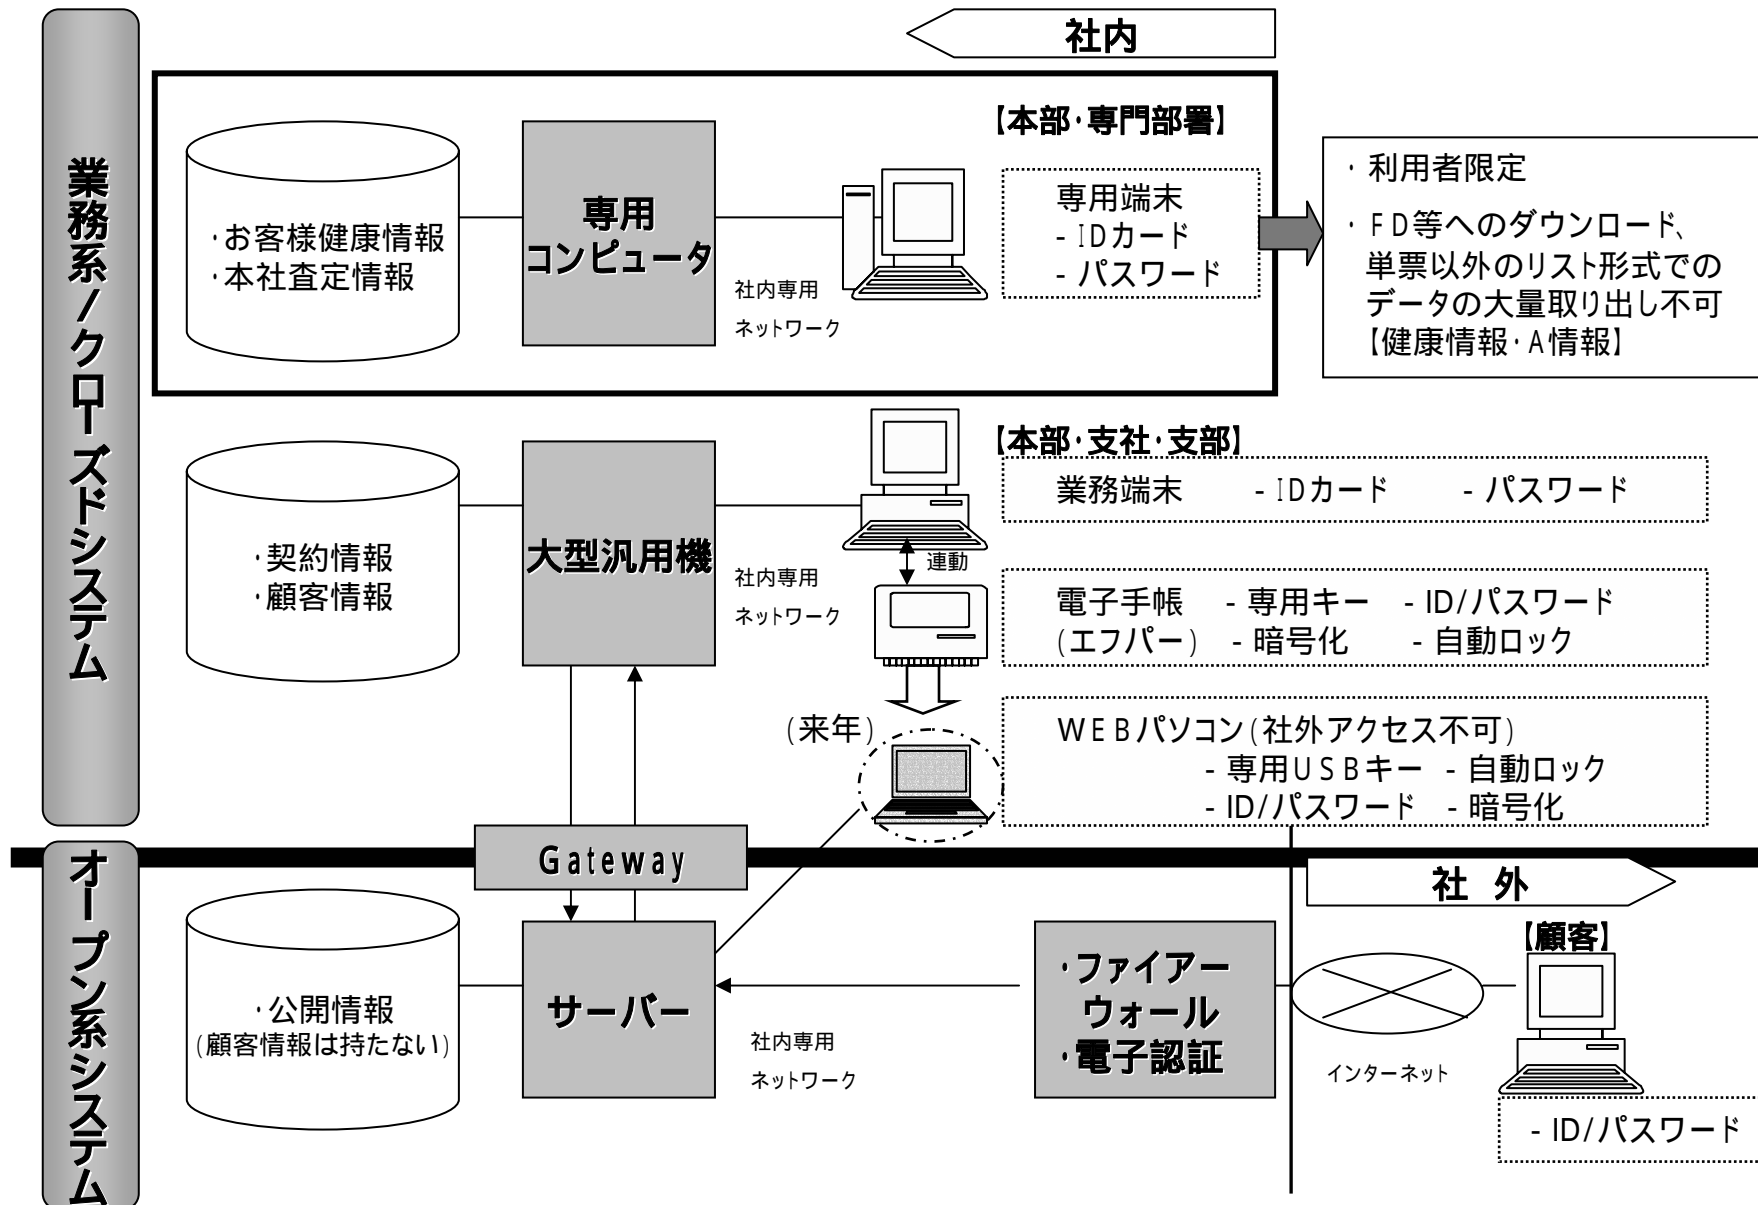 社内
業務系/クローズドシステム
【本部・専門部署】
・お客様健康情報
・本社査定情報
専用
コンピュータ
社内専用
ネットワーク
専用端末
- IDカード
- パスワード
・ 利用者限定
・ FD等へのダウンロード、
単票以外のリスト形式での
データの大量取り出し不可
【健康情報・A情報】
【本部・支社・支部】
・契約情報
・顧客情報
大型汎用機
社内専用
ネットワーク
業務端末 - IDカード - パスワード
連動
電子手帳 - 専用キー - ID/パスワード
(エフパー) - 暗号化 - 自動ロック
(来年)
WEBパソコン(社外アクセス不可)
- 専用USBキー - 自動ロック
- ID/パスワード - 暗号化
Gateway
オープン系システム
社 外
・公開情報
(顧客情報は持たない)
サーバー
社内専用
ネットワーク
・ファイアー
ウォール
・電子認証
インターネット
【顧客】
- ID/パスワード